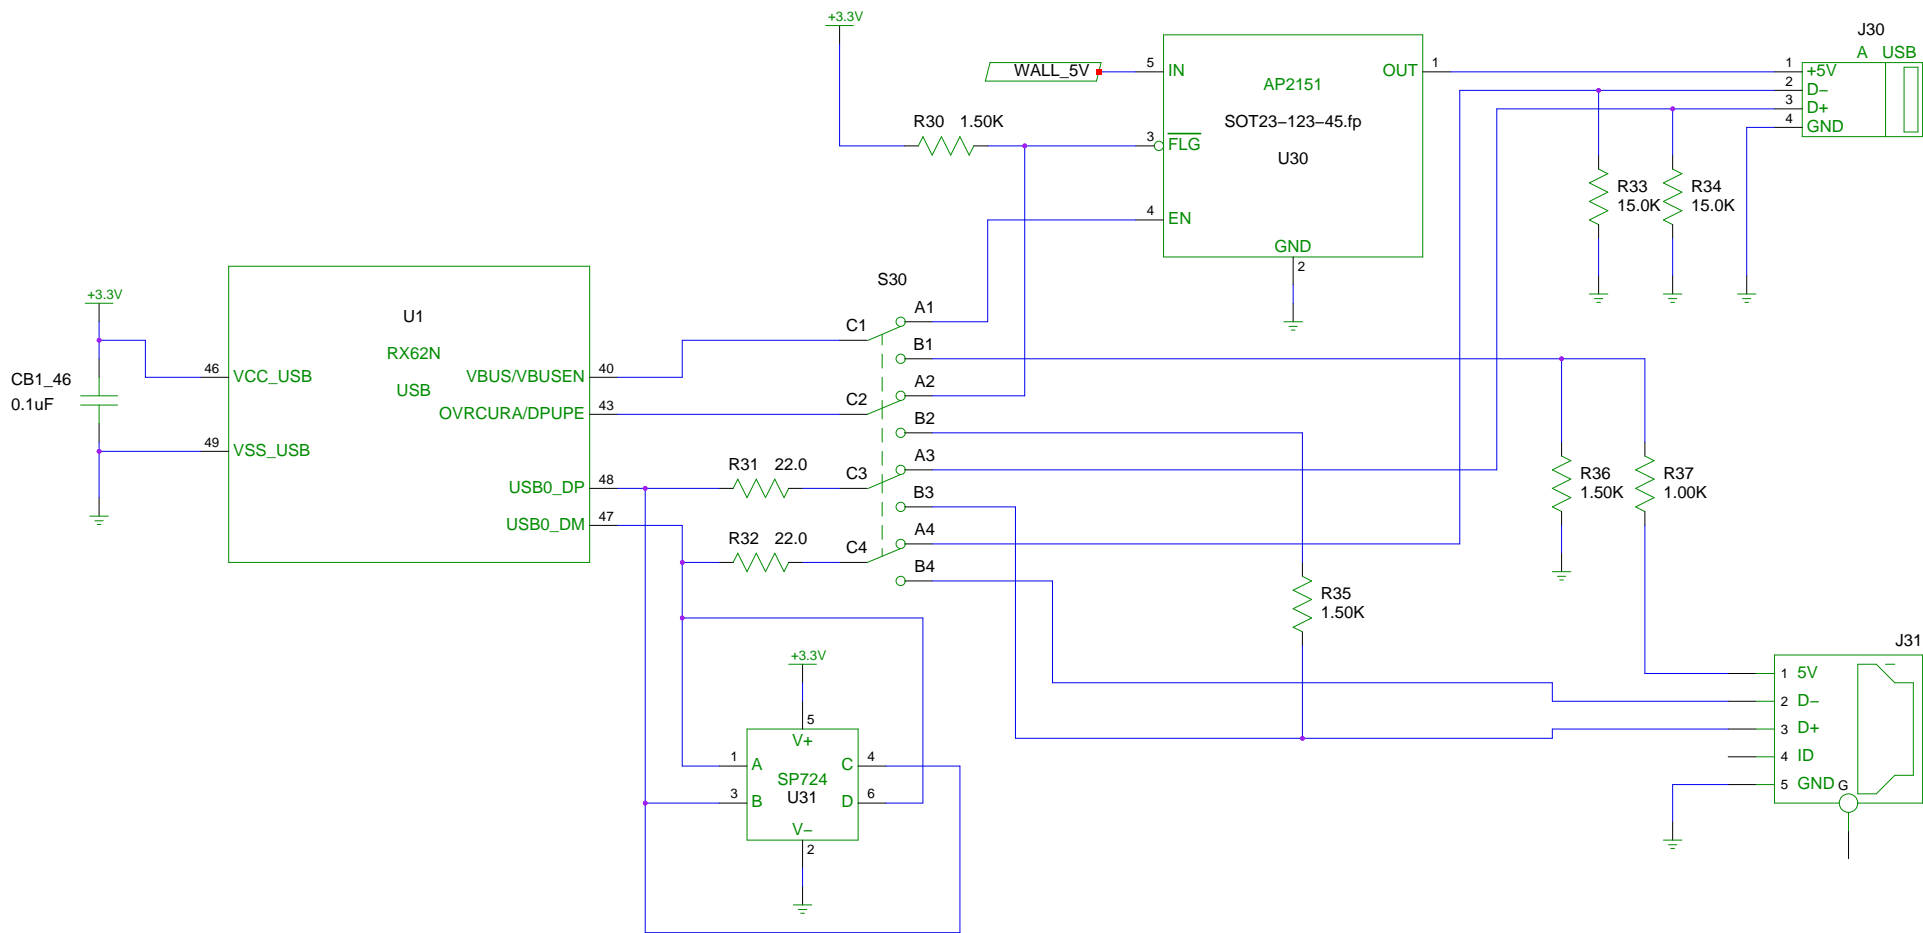 +3.3V
J30
A USB
WALL_5V
5 IN
OUT 1
AP2151
SOT23-123-45.fp
U30
R30 1.50K
3 FLG
4 EN
GND
2
1 +5V
2 D-
3 D+
4 GND
R33
15.0K
R34
15.0K
S30
+3.3V
CB1_46
0.1uF
U1
RX62N
USB
46 VCC_USB
49 VSS_USB
VBUS/VBUSEN 40
OVRCURA/DPUPE 43
USB0_DP 48
USB0_DM 47
R31 22.0
R32 22.0
C1
A1
B1
C2
A2
B2
C3
A3
B3
C4
A4
B4
R36
1.50K
R37
1.00K
R35
1.50K
+3.3V
5
V+
1 A
C 4
SP724
U31
3 B
D 6
V-
2
J31
1 5V
2 D-
3 D+
4 ID
5 GND G